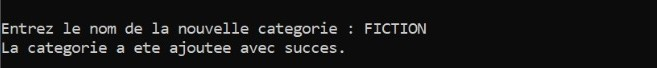 Entrez le nom de la nouvelle categorie : FICTION
La categorie a ete ajoutee avec succes.